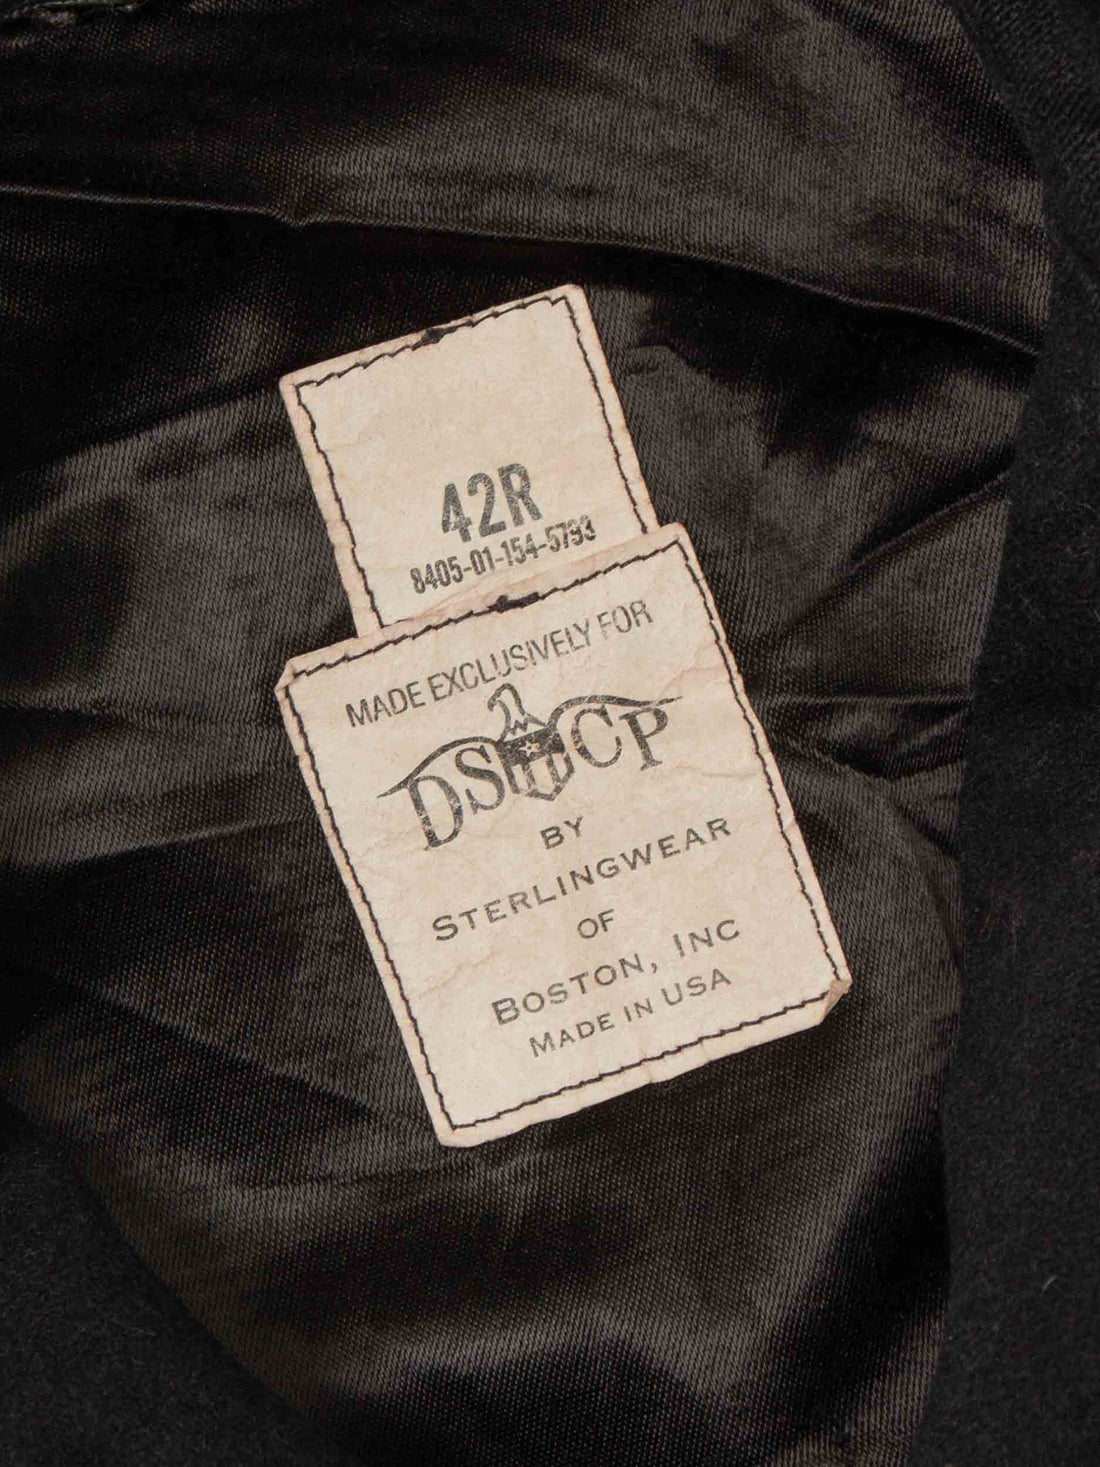 42R
8405-01-154-5793
MADE EXCLUSIVELY FOR
DSCP
BY
STERLINGWEAR
OF
BOSTON, INC
MADE IN USA